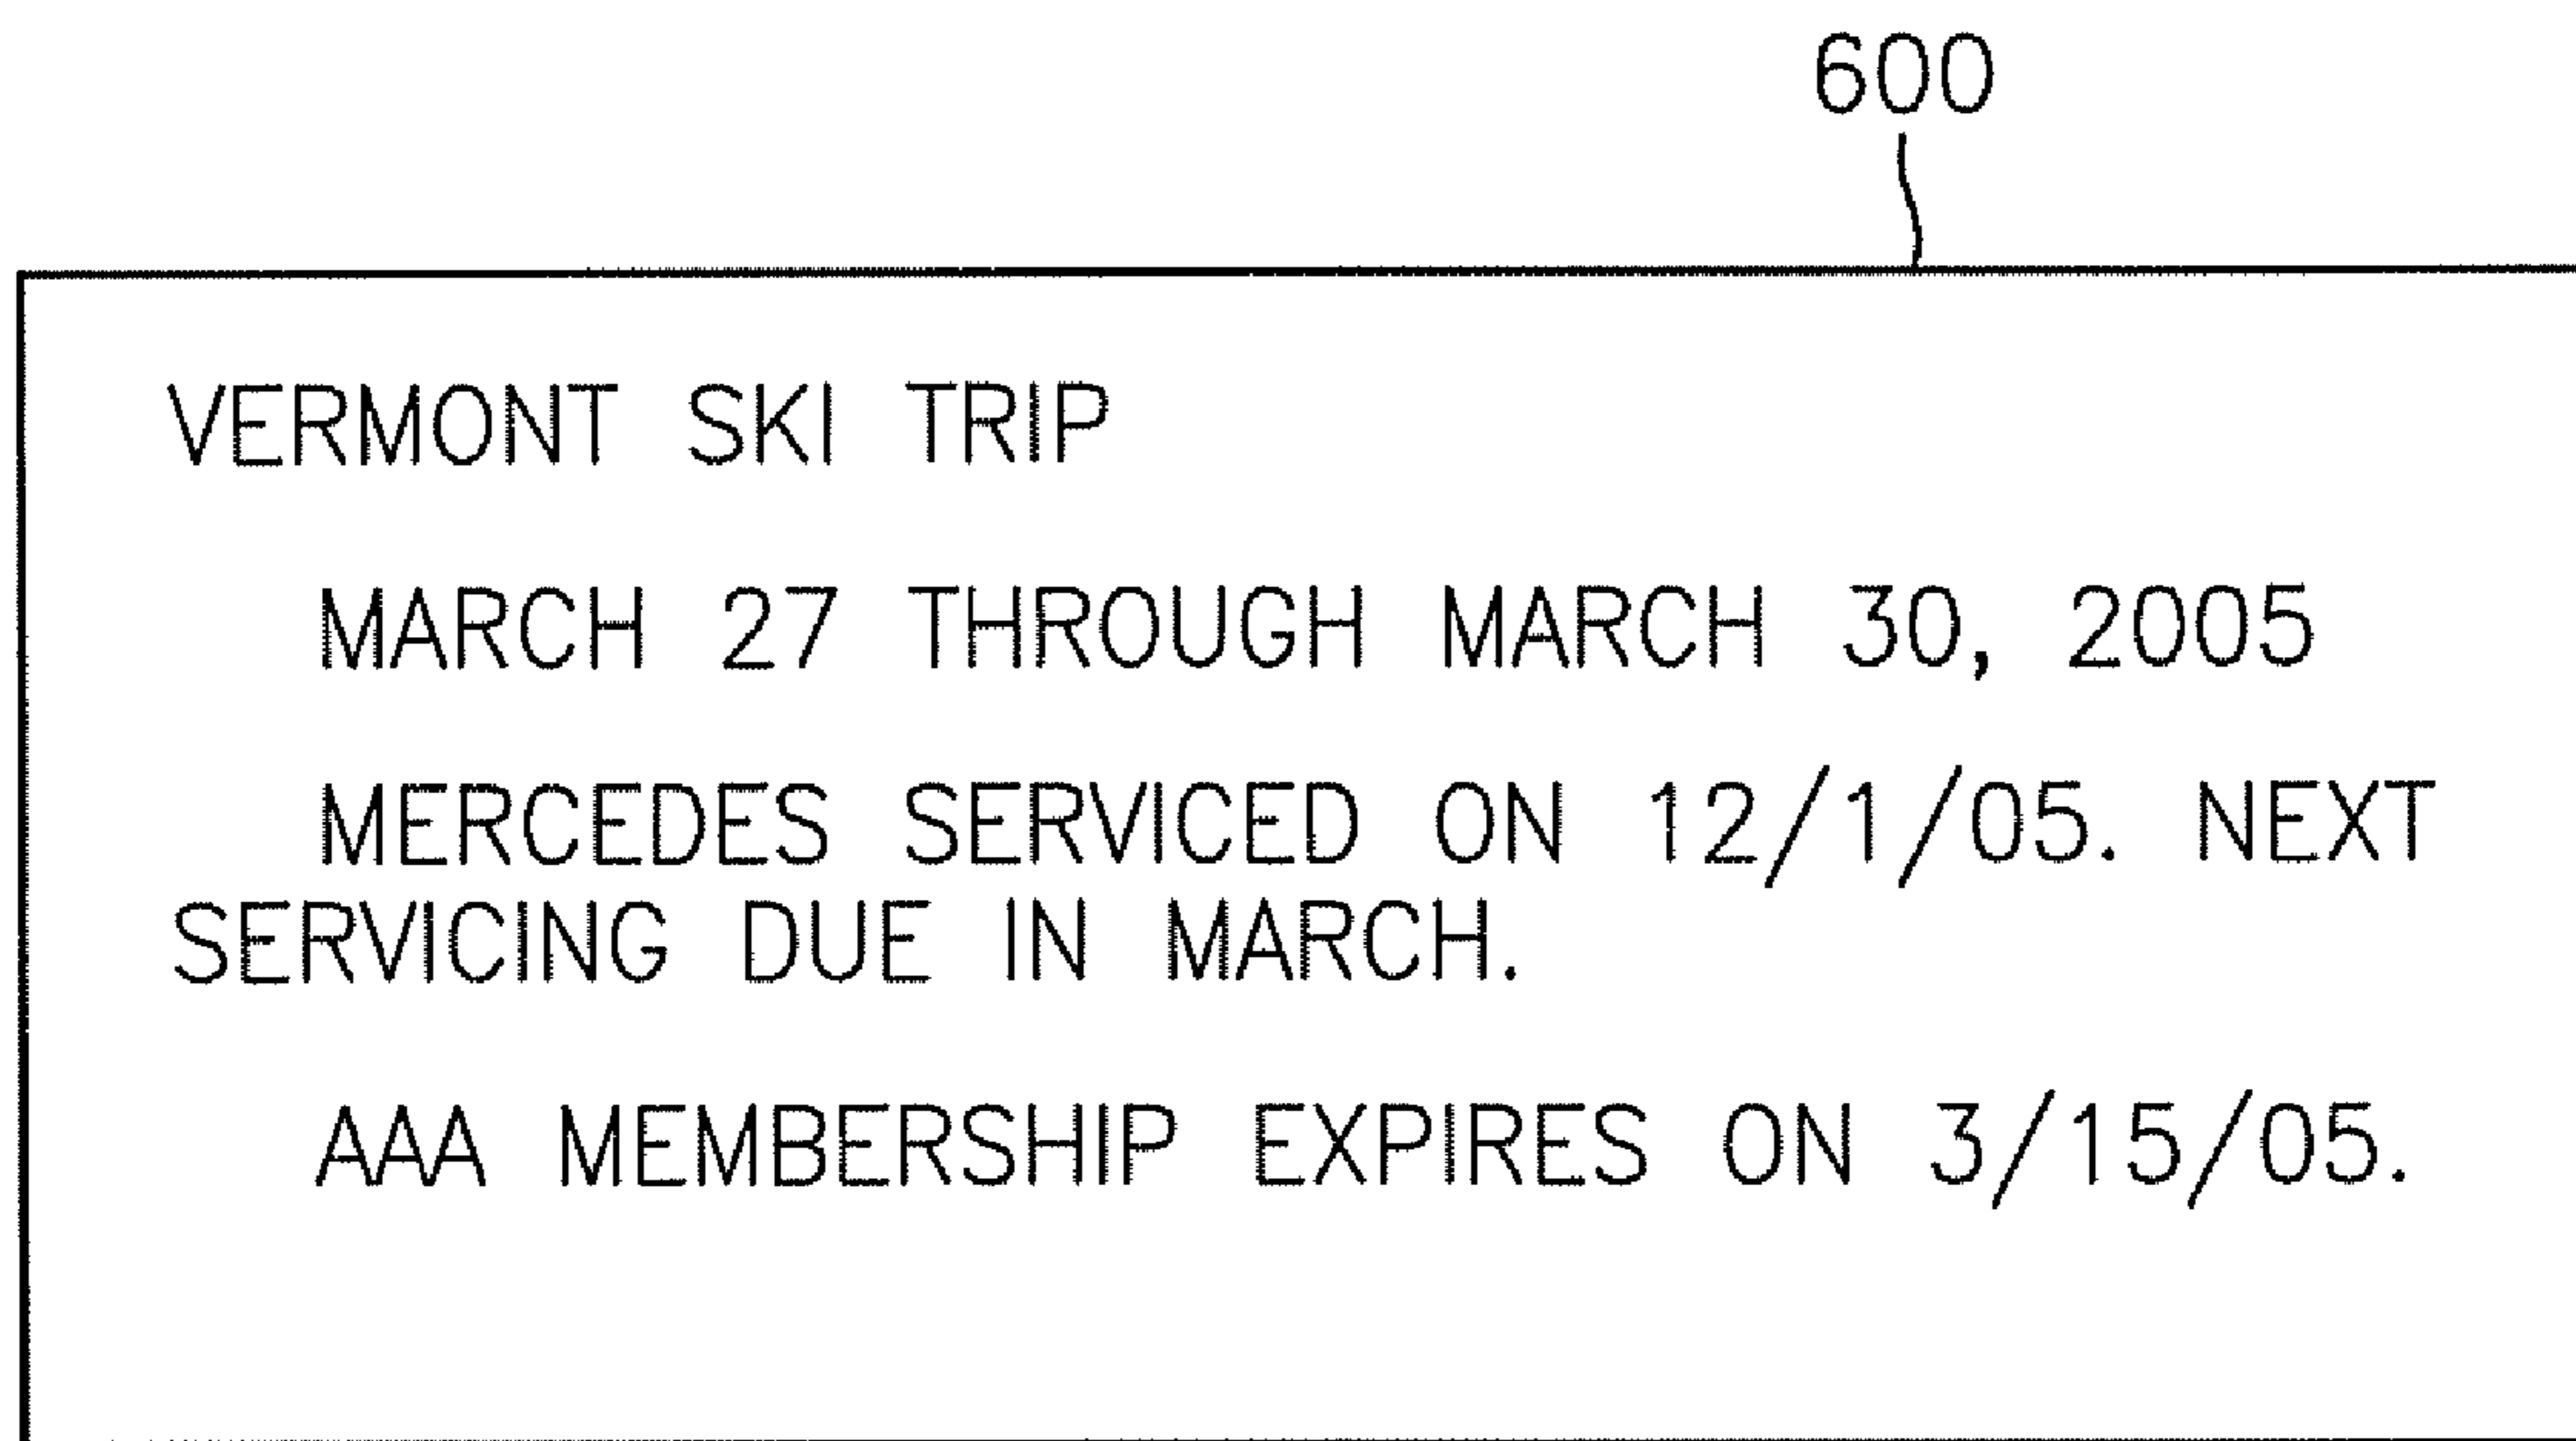 600
VERMONT SKI TRIP
MARCH 27 THROUGH MARCH 30, 2005
MERCEDES SERVICED ON 12/1/05. NEXT
SERVICING DUE IN MARCH.
AAA MEMBERSHIP EXPIRES ON 3/15/05.